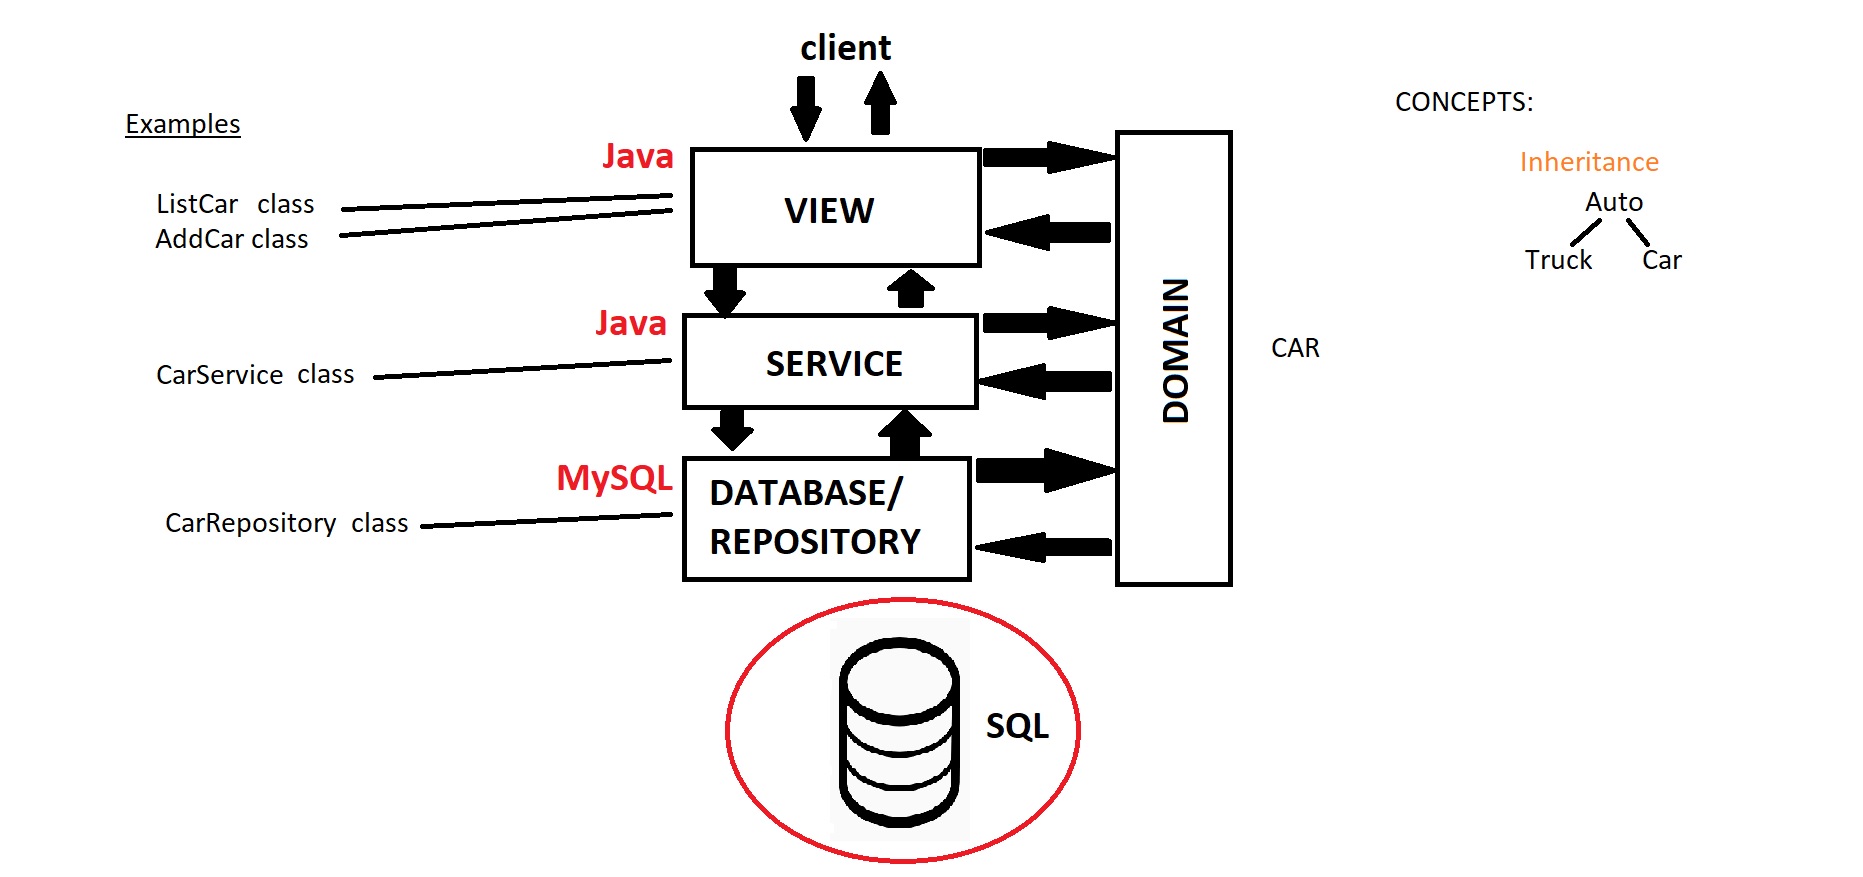 client
Examples
CONCEPTS:
Java
Inheritance
ListCar class
VIEW
Auto
AddCar class
Truck Car
Java
SERVICE
DOMAIN
CAR
CarService class
MySQL
DATABASE/
REPOSITORY
CarRepository class
SQL